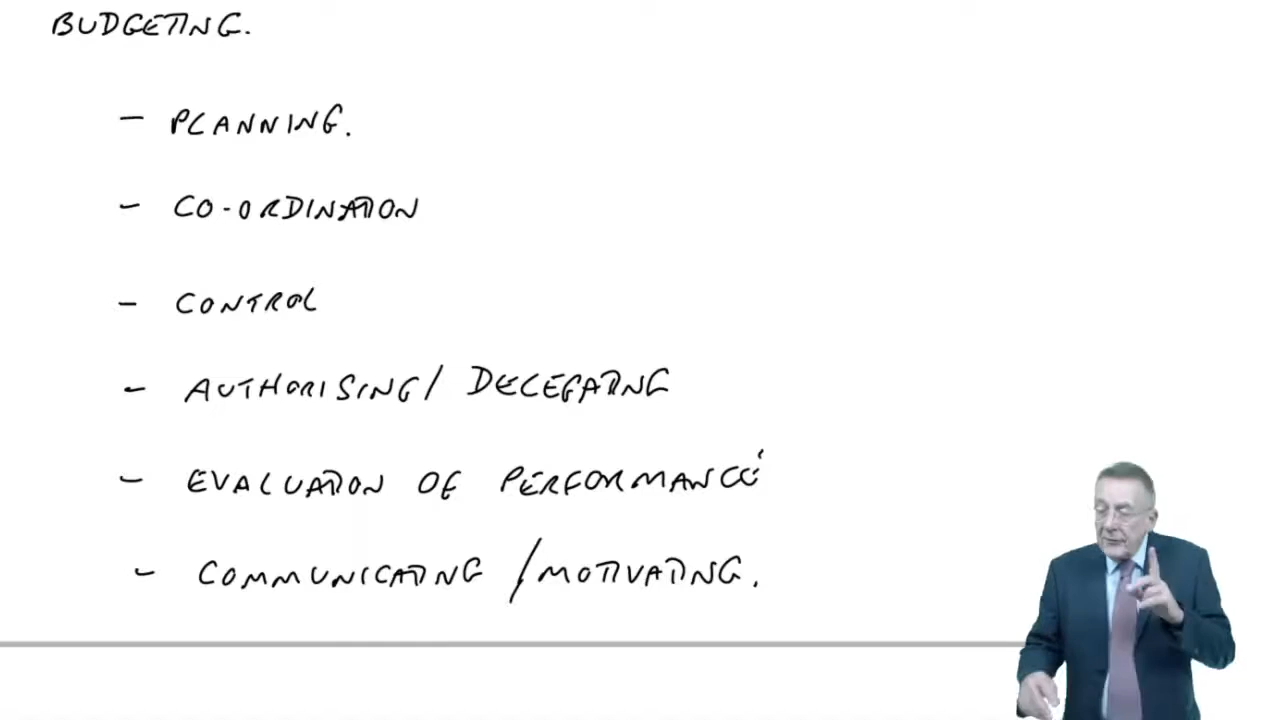 BUDGETING.
- PLANNING.
- CO-ORDINATION
- CONTROL
- AUTHORISING/ DELEGATING
- EVALUATION OF PERFORMANCE
- COMMUNICATING /MOTIVATING.